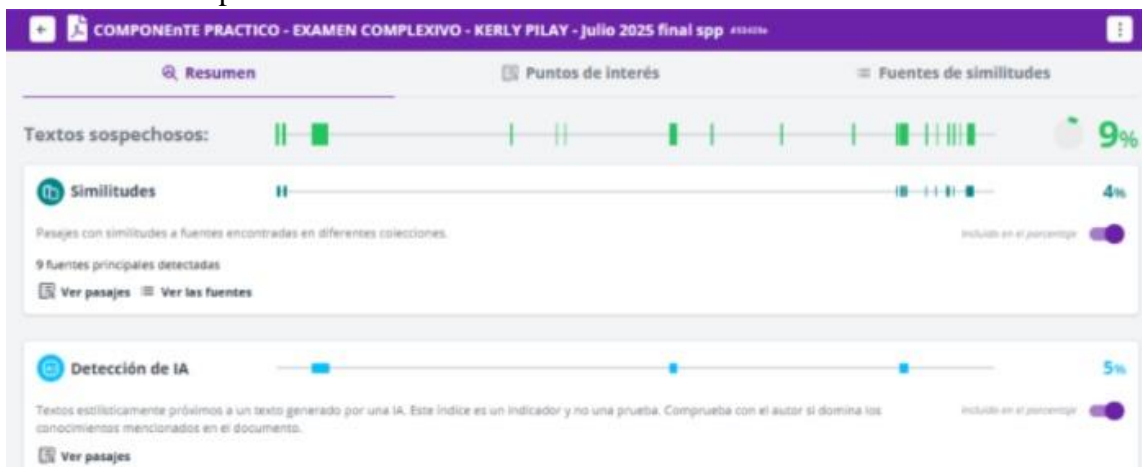 COMPONEnTE PRACTICO - EXAMEN COMPLEXIVO - KERLY PILAY - Julio 2025 final spp
Resumen
Puntos de interés
Fuentes de similitudes
Textos sospechosos:
9%
Similitudes
4%
Pasajes con similitudes a fuentes encontradas en diferentes colecciones.
Incluido en el porcentaje
9 fuentes principales detectadas
Ver pasajes Ver las fuentes
Detección de IA
5%
Textos estilísticamente próximos a un texto generado por una IA. Este índice es un indicador y no una prueba. Comprueba con el autor si domina los
conocimientos mencionados en el documento.
Incluido en el porcentaje
Ver pasajes